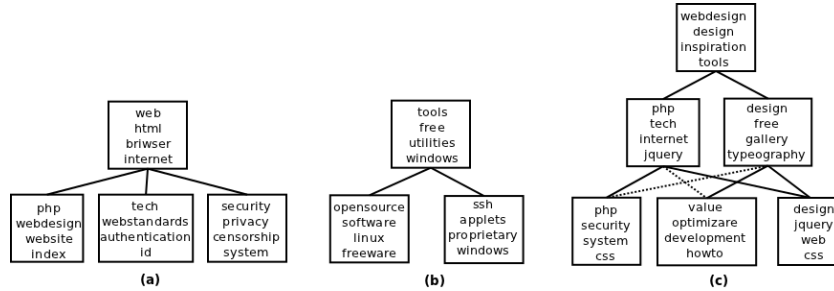 web
html
briwser
internet
php
webdesign
website
index
tech
webstandards
authentication
id
security
privacy
censorship
system
(a)
tools
free
utilities
windows
opensource
software
linux
freeware
ssh
applets
proprietary
windows
(b)
webdesign
design
inspiration
tools
php
tech
internet
jquery
design
free
gallery
typeography
php
security
system
css
value
optimizare
development
howto
design
jquery
web
css
(c)